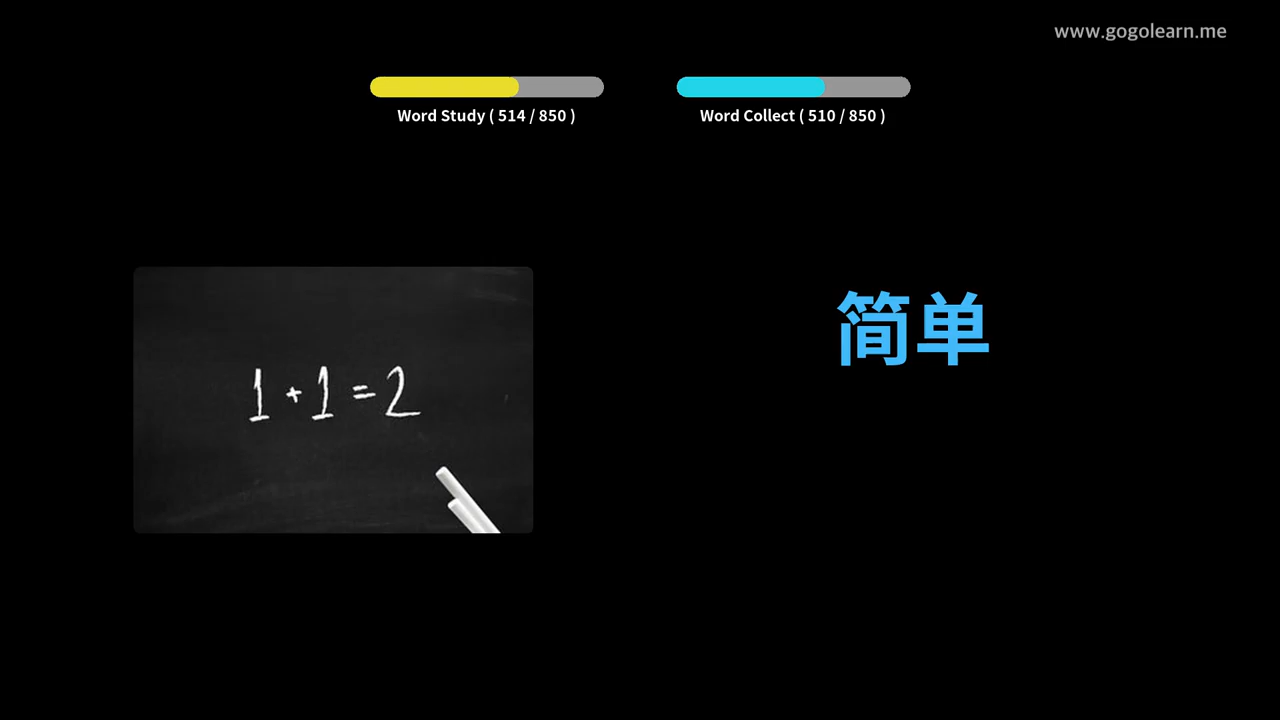 www.gogolearn.me
Word Study ( 514 / 850 )
Word Collect ( 510 / 850 )
简单
1 + 1 = 2